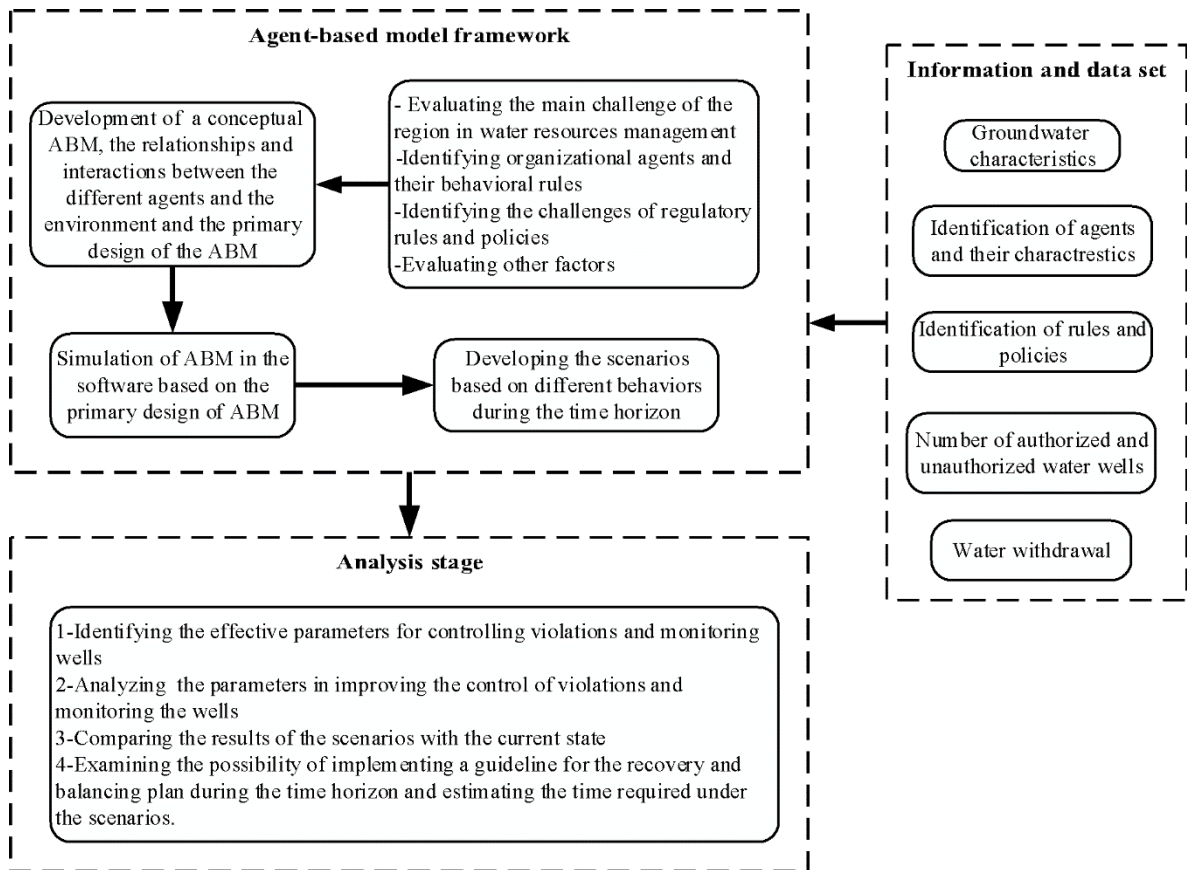 Agent-based model framework
Development of a conceptual
ABM, the relationships and
interactions between the
different agents and the
environment and the primary
design of the ABM
- Evaluating the main challenge of the
region in water resources management
-Identifying organizational agents and
their behavioral rules
-Identifying the challenges of regulatory
rules and policies
-Evaluating other factors
Simulation of ABM in the
software based on the
primary design of ABM
Developing the scenarios
based on different behaviors
during the time horizon
Information and data set
Groundwater
characteristics
Identification of agents
and their charactrestics
Identification of rules and
policies
Number of authorized and
unauthorized water wells
Water withdrawal
Analysis stage
1-Identifying the effective parameters for controlling violations and monitoring
wells
2-Analyzing the parameters in improving the control of violations and
monitoring the wells
3-Comparing the results of the scenarios with the current state
4-Examining the possibility of implementing a guideline for the recovery and
balancing plan during the time horizon and estimating the time required under
the scenarios.